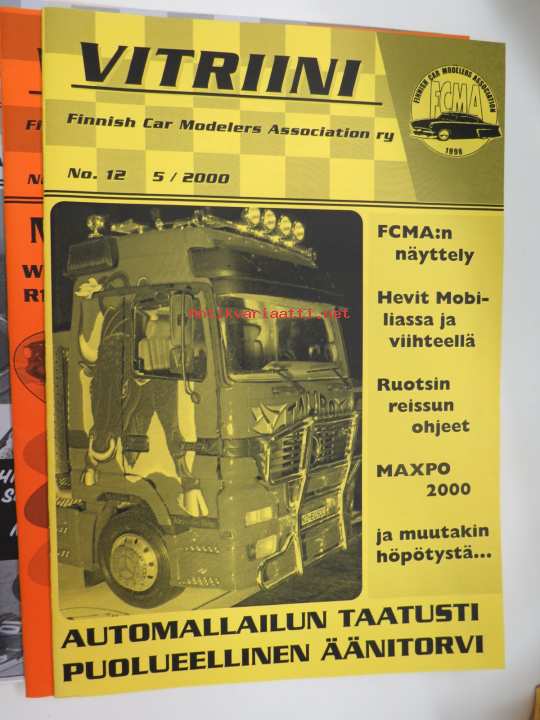 VITRIINI
Finnish Car Modelers Association ry
No. 12 5 / 2000
FINNISH CAR MODELERS ASSOCIATION
FCMA
1998
FCMA:n
näyttely
Hevit Mobi-
liassa ja
viihteellä
Ruotsin
reissun
ohjeet
MAXPO
2000
ja muutakin
höpötystä...
antikvariaatti.net
AUTOMALLAILUN TAATUSTI
PUOLUEELLINEN ÄÄNITORVI